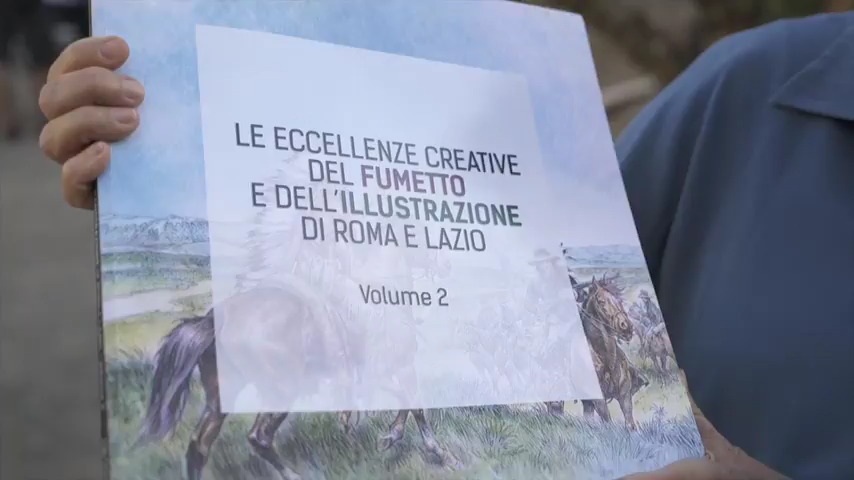 LE ECCELLENZE CREATIVE
DEL FUMETTO
E DELL'ILLUSTRAZIONE
DI ROMA E LAZIO
Volume 2